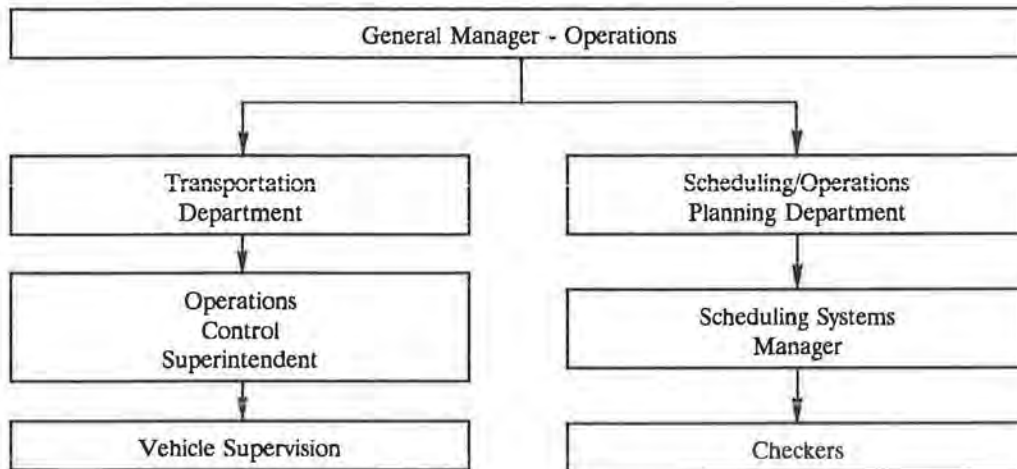 General Manager - Operations
Transportation
Department
Scheduling/Operations
Planning Department
Operations
Control
Superintendent
Scheduling Systems
Manager
Vehicle Supervision
Checkers